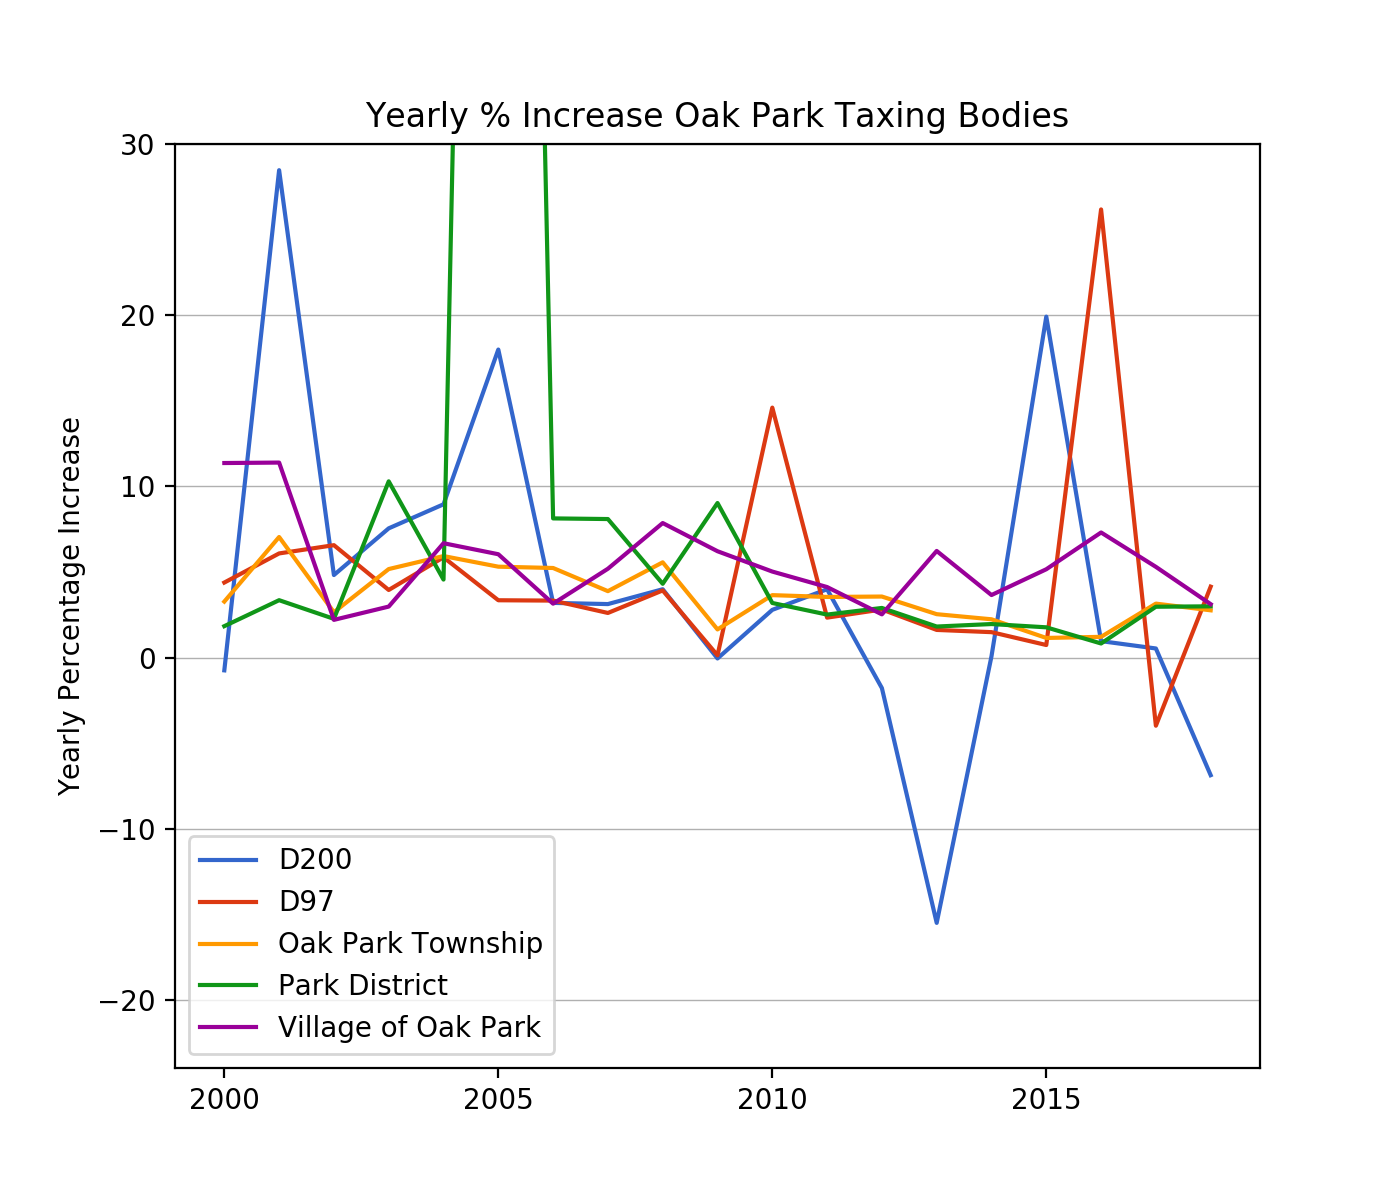 Yearly % Increase Oak Park Taxing Bodies
Yearly Percentage Increase
30
20
10
0
−10
−20
D200
D97
Oak Park Township
Park District
Village of Oak Park
2000 2005 2010 2015